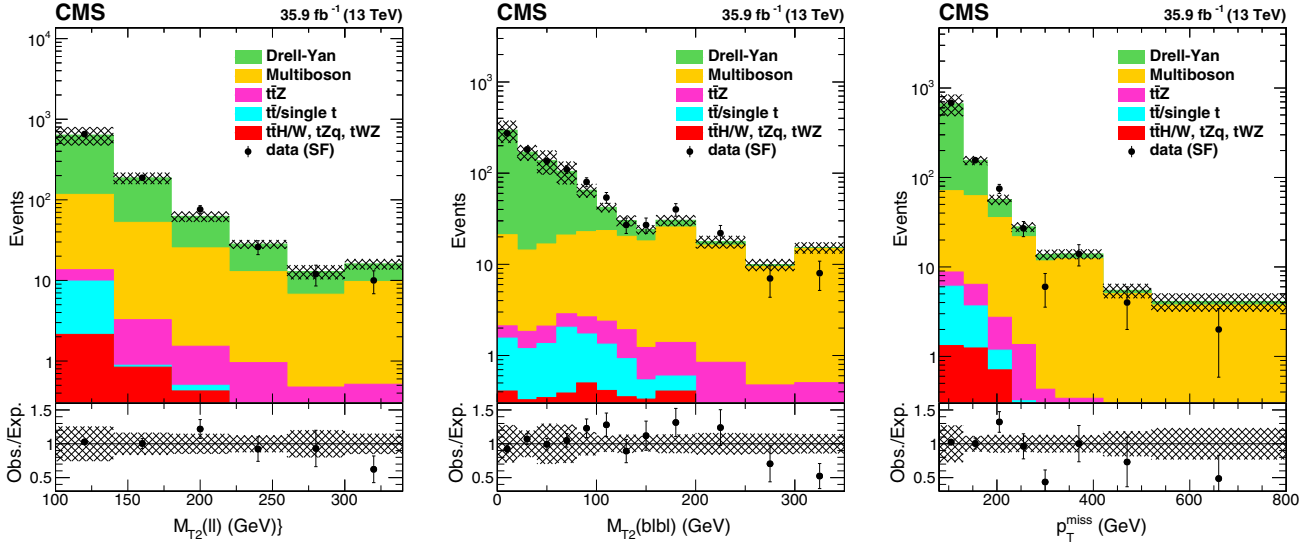 CMS 35.9 fb⁻¹ (13 TeV)
Events
10⁴
10³
10²
10
1
Drell-Yan
Multiboson
tt̄Z
tt̄/single t
tt̄H/W, tZq, tWZ
data (SF)
Obs./Exp.
1.5
1
0.5
100 150 200 250 300
M_T2(ll) (GeV)}
CMS 35.9 fb⁻¹ (13 TeV)
Events
10³
10²
10
1
Drell-Yan
Multiboson
tt̄Z
tt̄/single t
tt̄H/W, tZq, tWZ
data (SF)
Obs./Exp.
1.5
1
0.5
0 100 200 300
M_T2(blbl) (GeV)
CMS 35.9 fb⁻¹ (13 TeV)
Events
10³
10²
10
1
Drell-Yan
Multiboson
tt̄Z
tt̄/single t
tt̄H/W, tZq, tWZ
data (SF)
Obs./Exp.
1.5
1
0.5
200 400 600 800
p_T^miss (GeV)